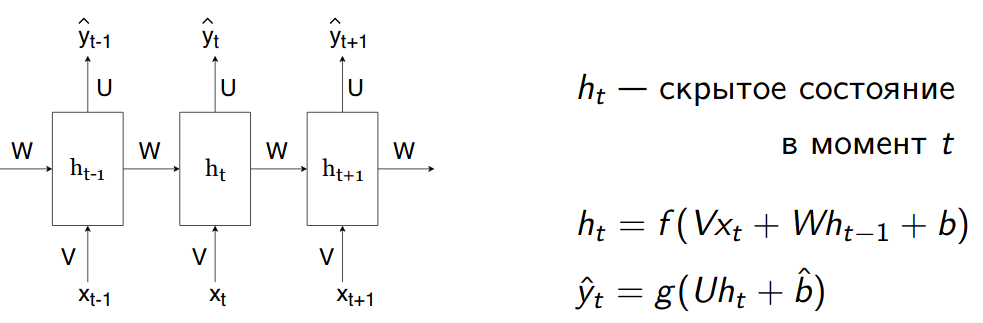 ŷₜ₋₁ ŷₜ ŷₜ₊₁
U U U
W W W W
hₜ₋₁ hₜ hₜ₊₁
V V V
xₜ₋₁ xₜ xₜ₊₁
hₜ — скрытое состояние
в момент t
hₜ = f(Vxₜ + Whₜ₋₁ + b)
ŷₜ = g(Uhₜ + b̂)